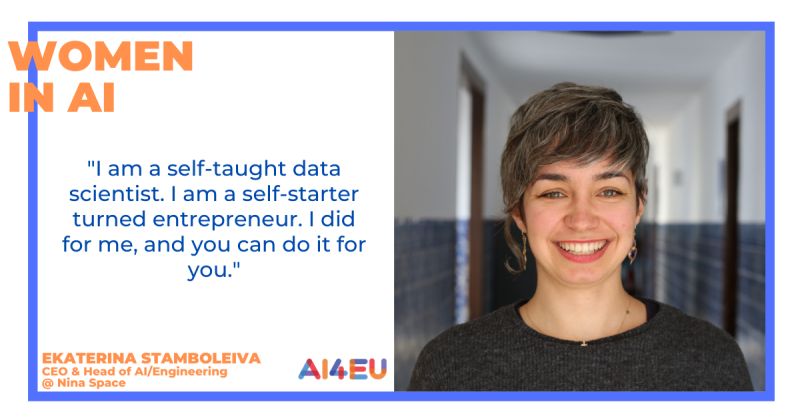 WOMEN
IN AI
"I am a self-taught data
scientist. I am a self-starter
turned entrepreneur. I did
for me, and you can do it for
you."
EKATERINA STAMBOLEIVA
CEO & Head of AI/Engineering
@ Nina Space
AI4EU